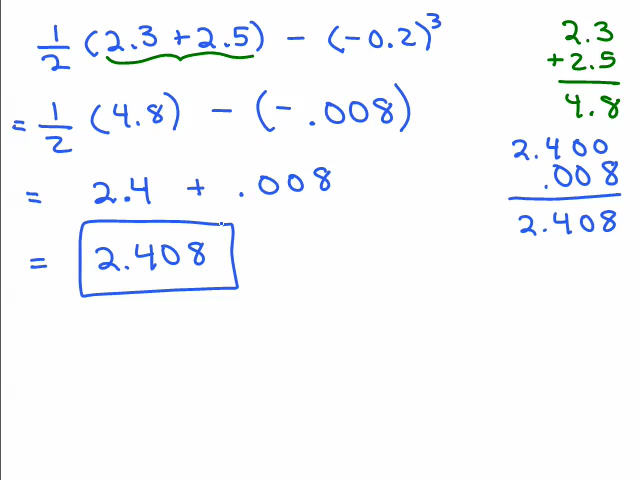 1/2 (2.3 + 2.5) − (−0.2)³
= 1/2 (4.8) − (− .008)
= 2.4 + .008
= 2.408
2.3
+ 2.5
4.8
2.400
.008
2.408